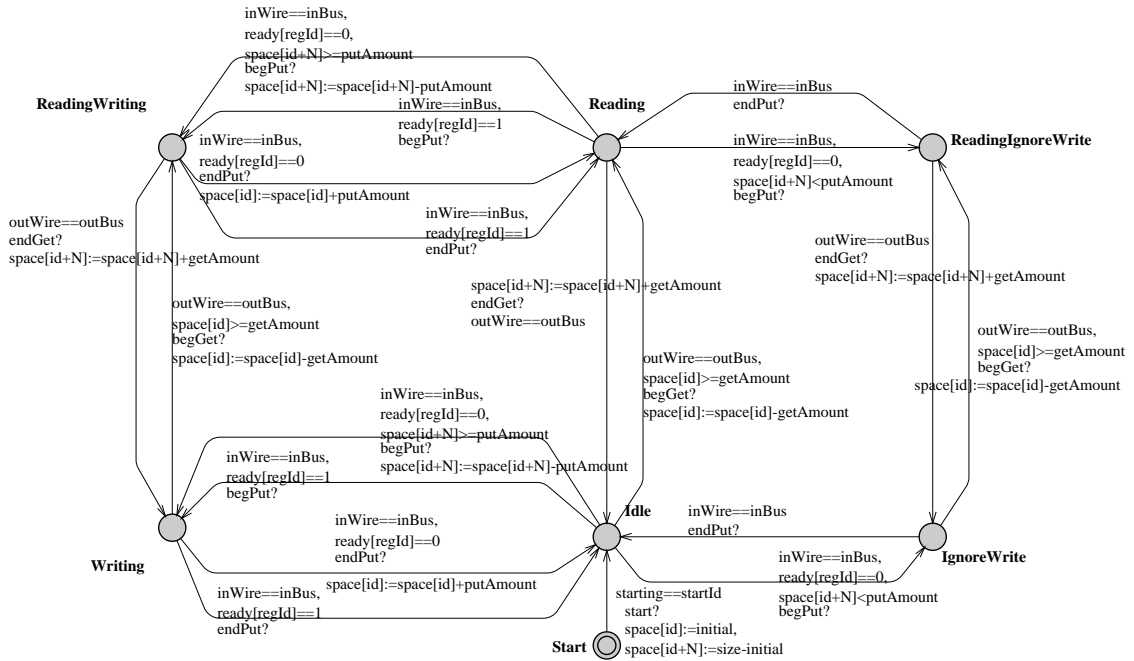 inWire==inBus,
ready[regId]==0,
space[id+N]>=putAmount
begPut?
space[id+N]:=space[id+N]-putAmount
ReadingWriting
inWire==inBus,
ready[regId]==1
begPut?
Reading
inWire==inBus
endPut?
ReadingIgnoreWrite
inWire==inBus,
ready[regId]==0
endPut?
space[id]:=space[id]+putAmount
inWire==inBus,
ready[regId]==0,
space[id+N]<putAmount
begPut?
inWire==inBus,
ready[regId]==1
endPut?
outWire==outBus
endGet?
space[id+N]:=space[id+N]+getAmount
outWire==outBus
endGet?
space[id+N]:=space[id+N]+getAmount
space[id+N]:=space[id+N]+getAmount
endGet?
outWire==outBus
outWire==outBus,
space[id]>=getAmount
begGet?
space[id]:=space[id]-getAmount
outWire==outBus,
space[id]>=getAmount
begGet?
space[id]:=space[id]-getAmount
outWire==outBus,
space[id]>=getAmount
begGet?
space[id]:=space[id]-getAmount
inWire==inBus,
ready[regId]==0,
space[id+N]>=putAmount
begPut?
space[id+N]:=space[id+N]-putAmount
inWire==inBus,
ready[regId]==1
begPut?
Idle
inWire==inBus
endPut?
inWire==inBus,
ready[regId]==0
endPut?
space[id]:=space[id]+putAmount
Writing
IgnoreWrite
inWire==inBus,
ready[regId]==0,
space[id+N]<putAmount
begPut?
inWire==inBus,
ready[regId]==1
endPut?
starting==startId
start?
space[id]:=initial,
space[id+N]:=size-initial
Start